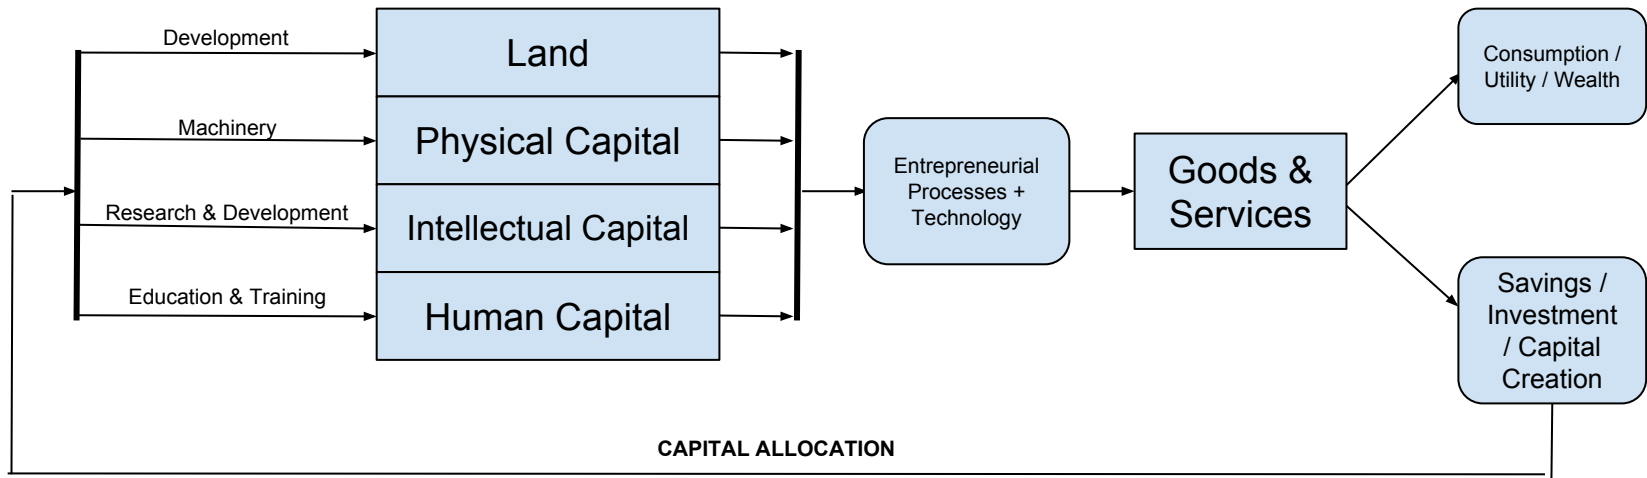 Development
Land
Machinery
Physical Capital
Research & Development
Intellectual Capital
Education & Training
Human Capital
Entrepreneurial
Processes +
Technology
Goods &
Services
Consumption /
Utility / Wealth
Savings /
Investment
/ Capital
Creation
CAPITAL ALLOCATION